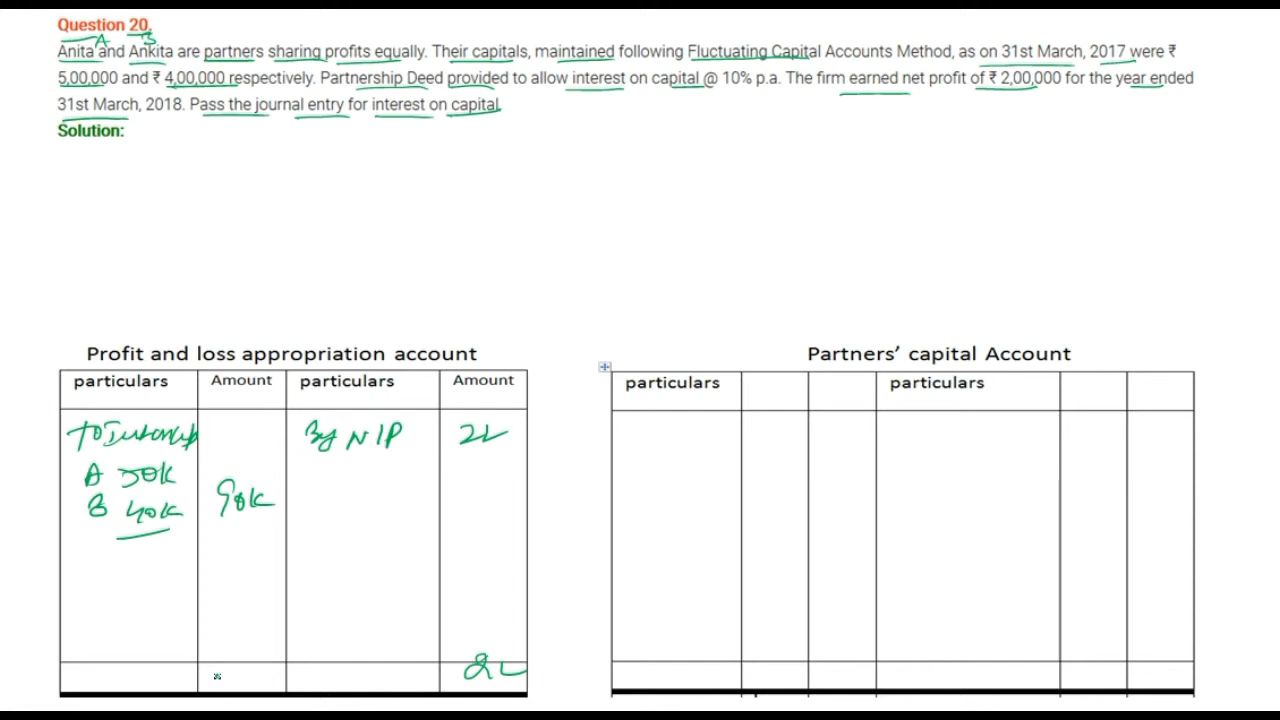 Question 20.
A B
Anita and Ankita are partners sharing profits equally. Their capitals, maintained following Fluctuating Capital Accounts Method, as on 31st March, 2017 were ₹
5,00,000 and ₹ 4,00,000 respectively. Partnership Deed provided to allow interest on capital @ 10% p.a. The firm earned net profit of ₹ 2,00,000 for the year ended
31st March, 2018. Pass the journal entry for interest on capital.
Solution:
Profit and loss appropriation account
particulars Amount particulars Amount
To By N/P 2L
A 50K
B 40K 90K
2L
Partners’ capital Account
particulars particulars